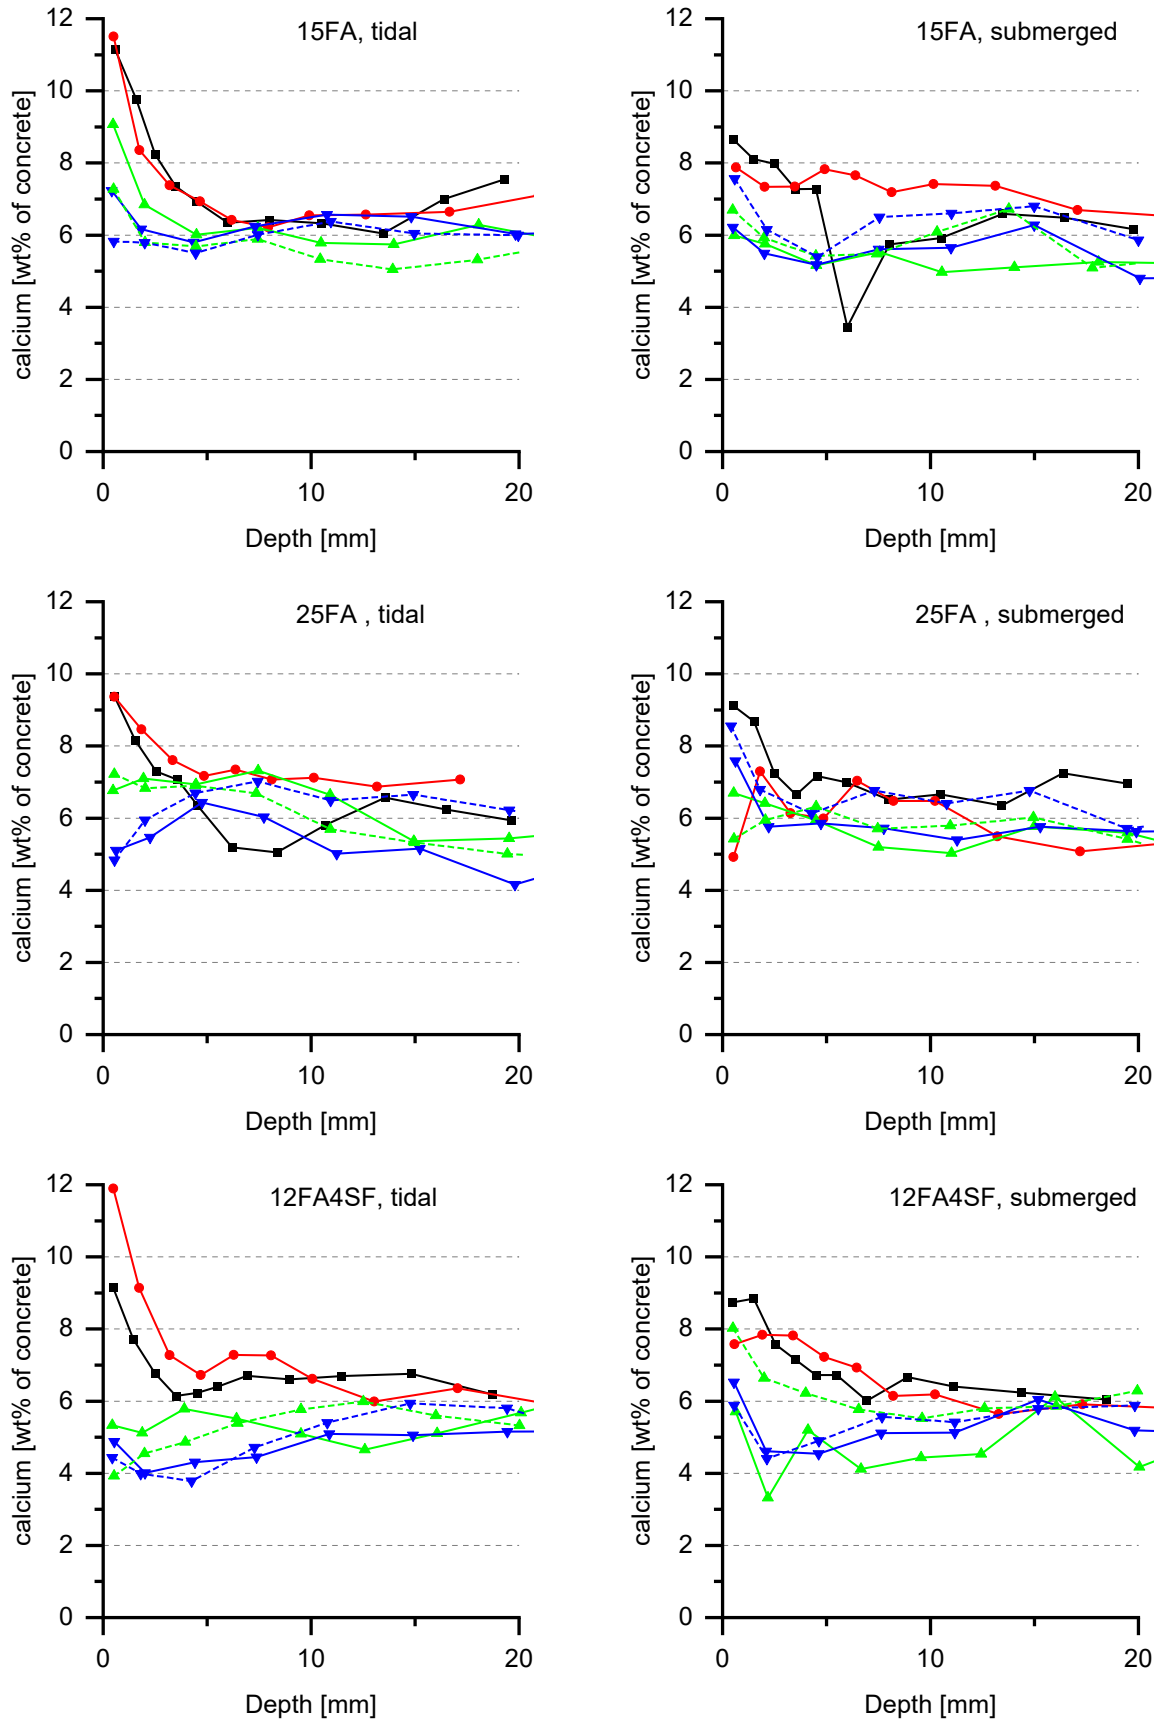 15FA, tidal
calcium [wt% of concrete]
12
10
8
6
4
2
0
0 10 20
Depth [mm]
15FA, submerged
calcium [wt% of concrete]
12
10
8
6
4
2
0
0 10 20
Depth [mm]
25FA , tidal
calcium [wt% of concrete]
12
10
8
6
4
2
0
0 10 20
Depth [mm]
25FA , submerged
calcium [wt% of concrete]
12
10
8
6
4
2
0
0 10 20
Depth [mm]
12FA4SF, tidal
calcium [wt% of concrete]
12
10
8
6
4
2
0
0 10 20
Depth [mm]
12FA4SF, submerged
calcium [wt% of concrete]
12
10
8
6
4
2
0
0 10 20
Depth [mm]